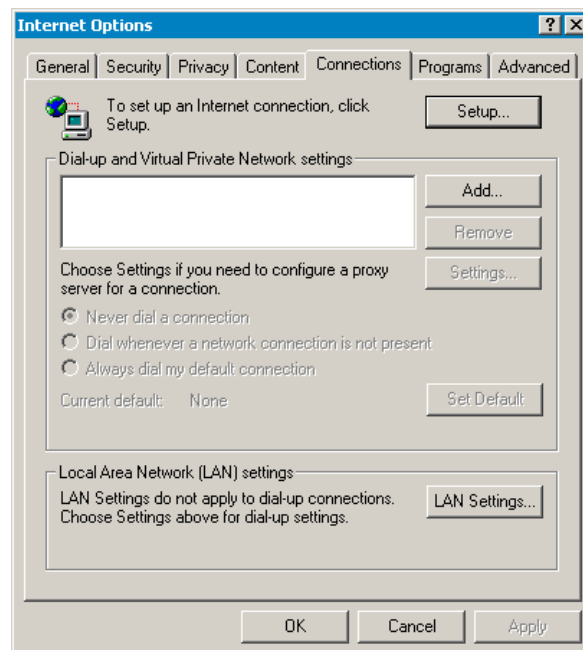 Internet Options
General Security Privacy Content Connections Programs Advanced
To set up an Internet connection, click
Setup.
Setup...
Dial-up and Virtual Private Network settings
Add...
Remove
Choose Settings if you need to configure a proxy
server for a connection.
Settings...
Never dial a connection
Dial whenever a network connection is not present
Always dial my default connection
Current default: None
Set Default
Local Area Network (LAN) settings
LAN Settings do not apply to dial-up connections.
Choose Settings above for dial-up settings.
LAN Settings...
OK Cancel Apply